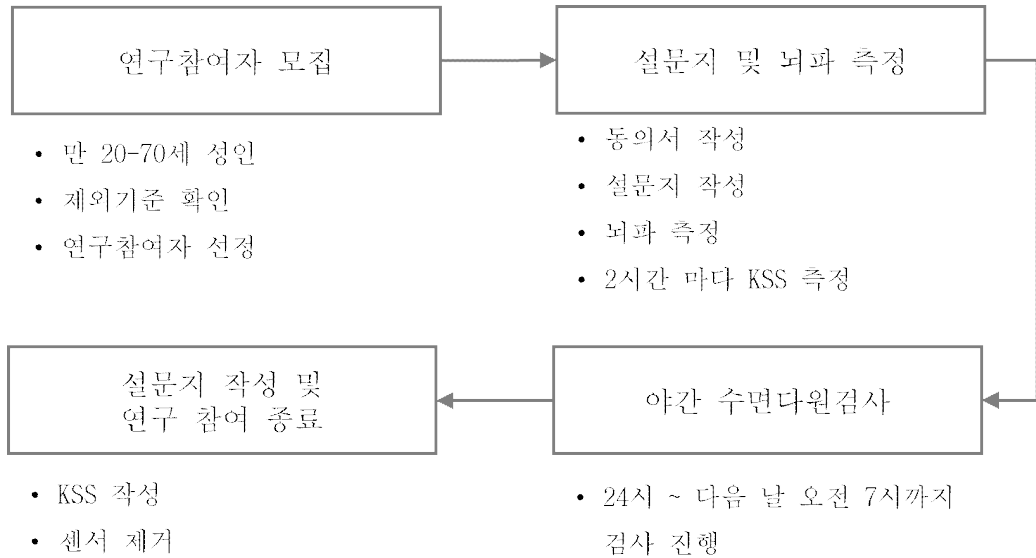 연구참여자 모집
• 만 20-70세 성인
• 제외기준 확인
• 연구참여자 선정
설문지 및 뇌파 측정
• 동의서 작성
• 설문지 작성
• 뇌파 측정
• 2시간 마다 KSS 측정
야간 수면다원검사
• 24시 ~ 다음 날 오전 7시까지
검사 진행
설문지 작성 및
연구 참여 종료
• KSS 작성
• 센서 제거